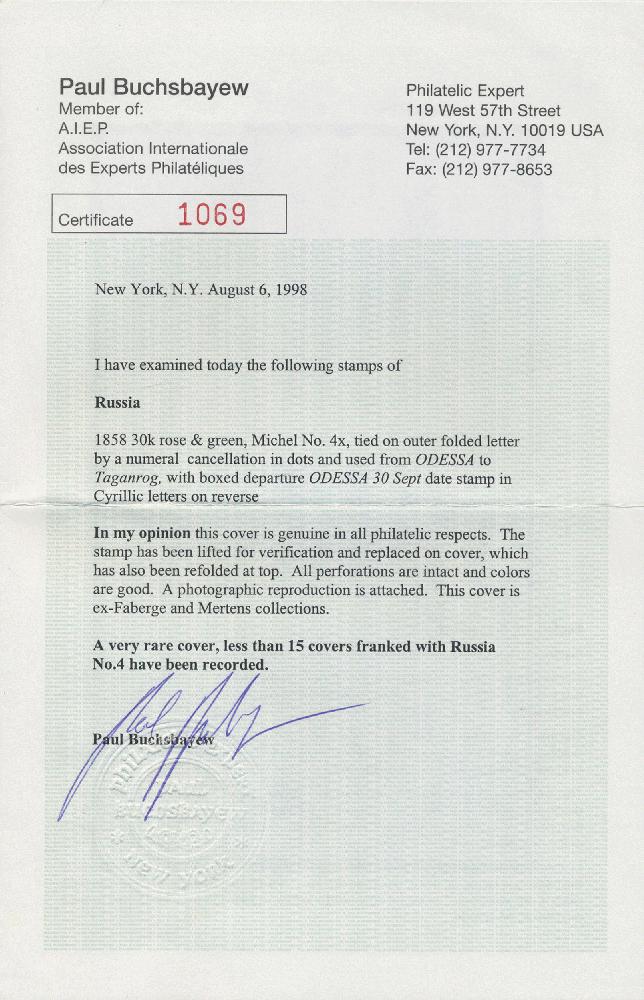 Paul Buchsbayew
Member of:
A.I.E.P.
Association Internationale
des Experts Philatéliques
Philatelic Expert
119 West 57th Street
New York, N.Y. 10019 USA
Tel: (212) 977-7734
Fax: (212) 977-8653
Certificate 1069
New York, N.Y. August 6, 1998
I have examined today the following stamps of
Russia
1858 30k rose & green, Michel No. 4x, tied on outer folded letter
by a numeral cancellation in dots and used from ODESSA to
Taganrog, with boxed departure ODESSA 30 Sept date stamp in
Cyrillic letters on reverse
In my opinion this cover is genuine in all philatelic respects. The
stamp has been lifted for verification and replaced on cover, which
has also been refolded at top. All perforations are intact and colors
are good. A photographic reproduction is attached. This cover is
ex-Faberge and Mertens collections.
A very rare cover, less than 15 covers franked with Russia
No.4 have been recorded.
Paul Buchsbayew
New York